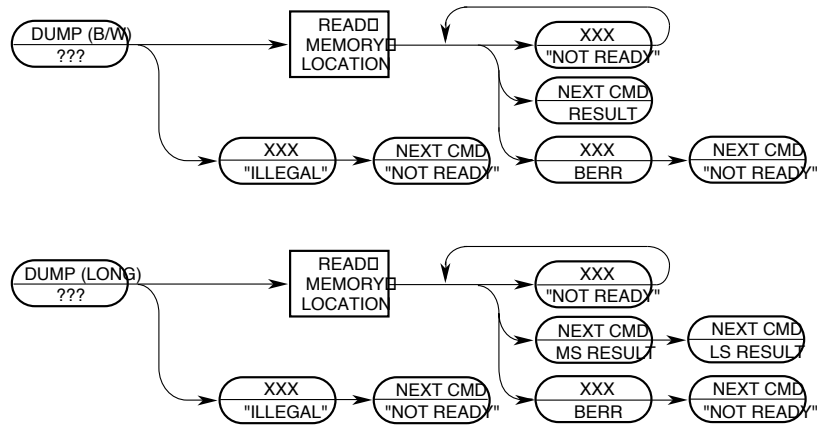 DUMP (B/W)
???
READ
MEMORY
LOCATION
XXX
"NOT READY"
NEXT CMD
RESULT
XXX
"ILLEGAL"
NEXT CMD
"NOT READY"
XXX
BERR
NEXT CMD
"NOT READY"
DUMP (LONG)
???
READ
MEMORY
LOCATION
XXX
"NOT READY"
NEXT CMD
MS RESULT
NEXT CMD
LS RESULT
XXX
"ILLEGAL"
NEXT CMD
"NOT READY"
XXX
BERR
NEXT CMD
"NOT READY"